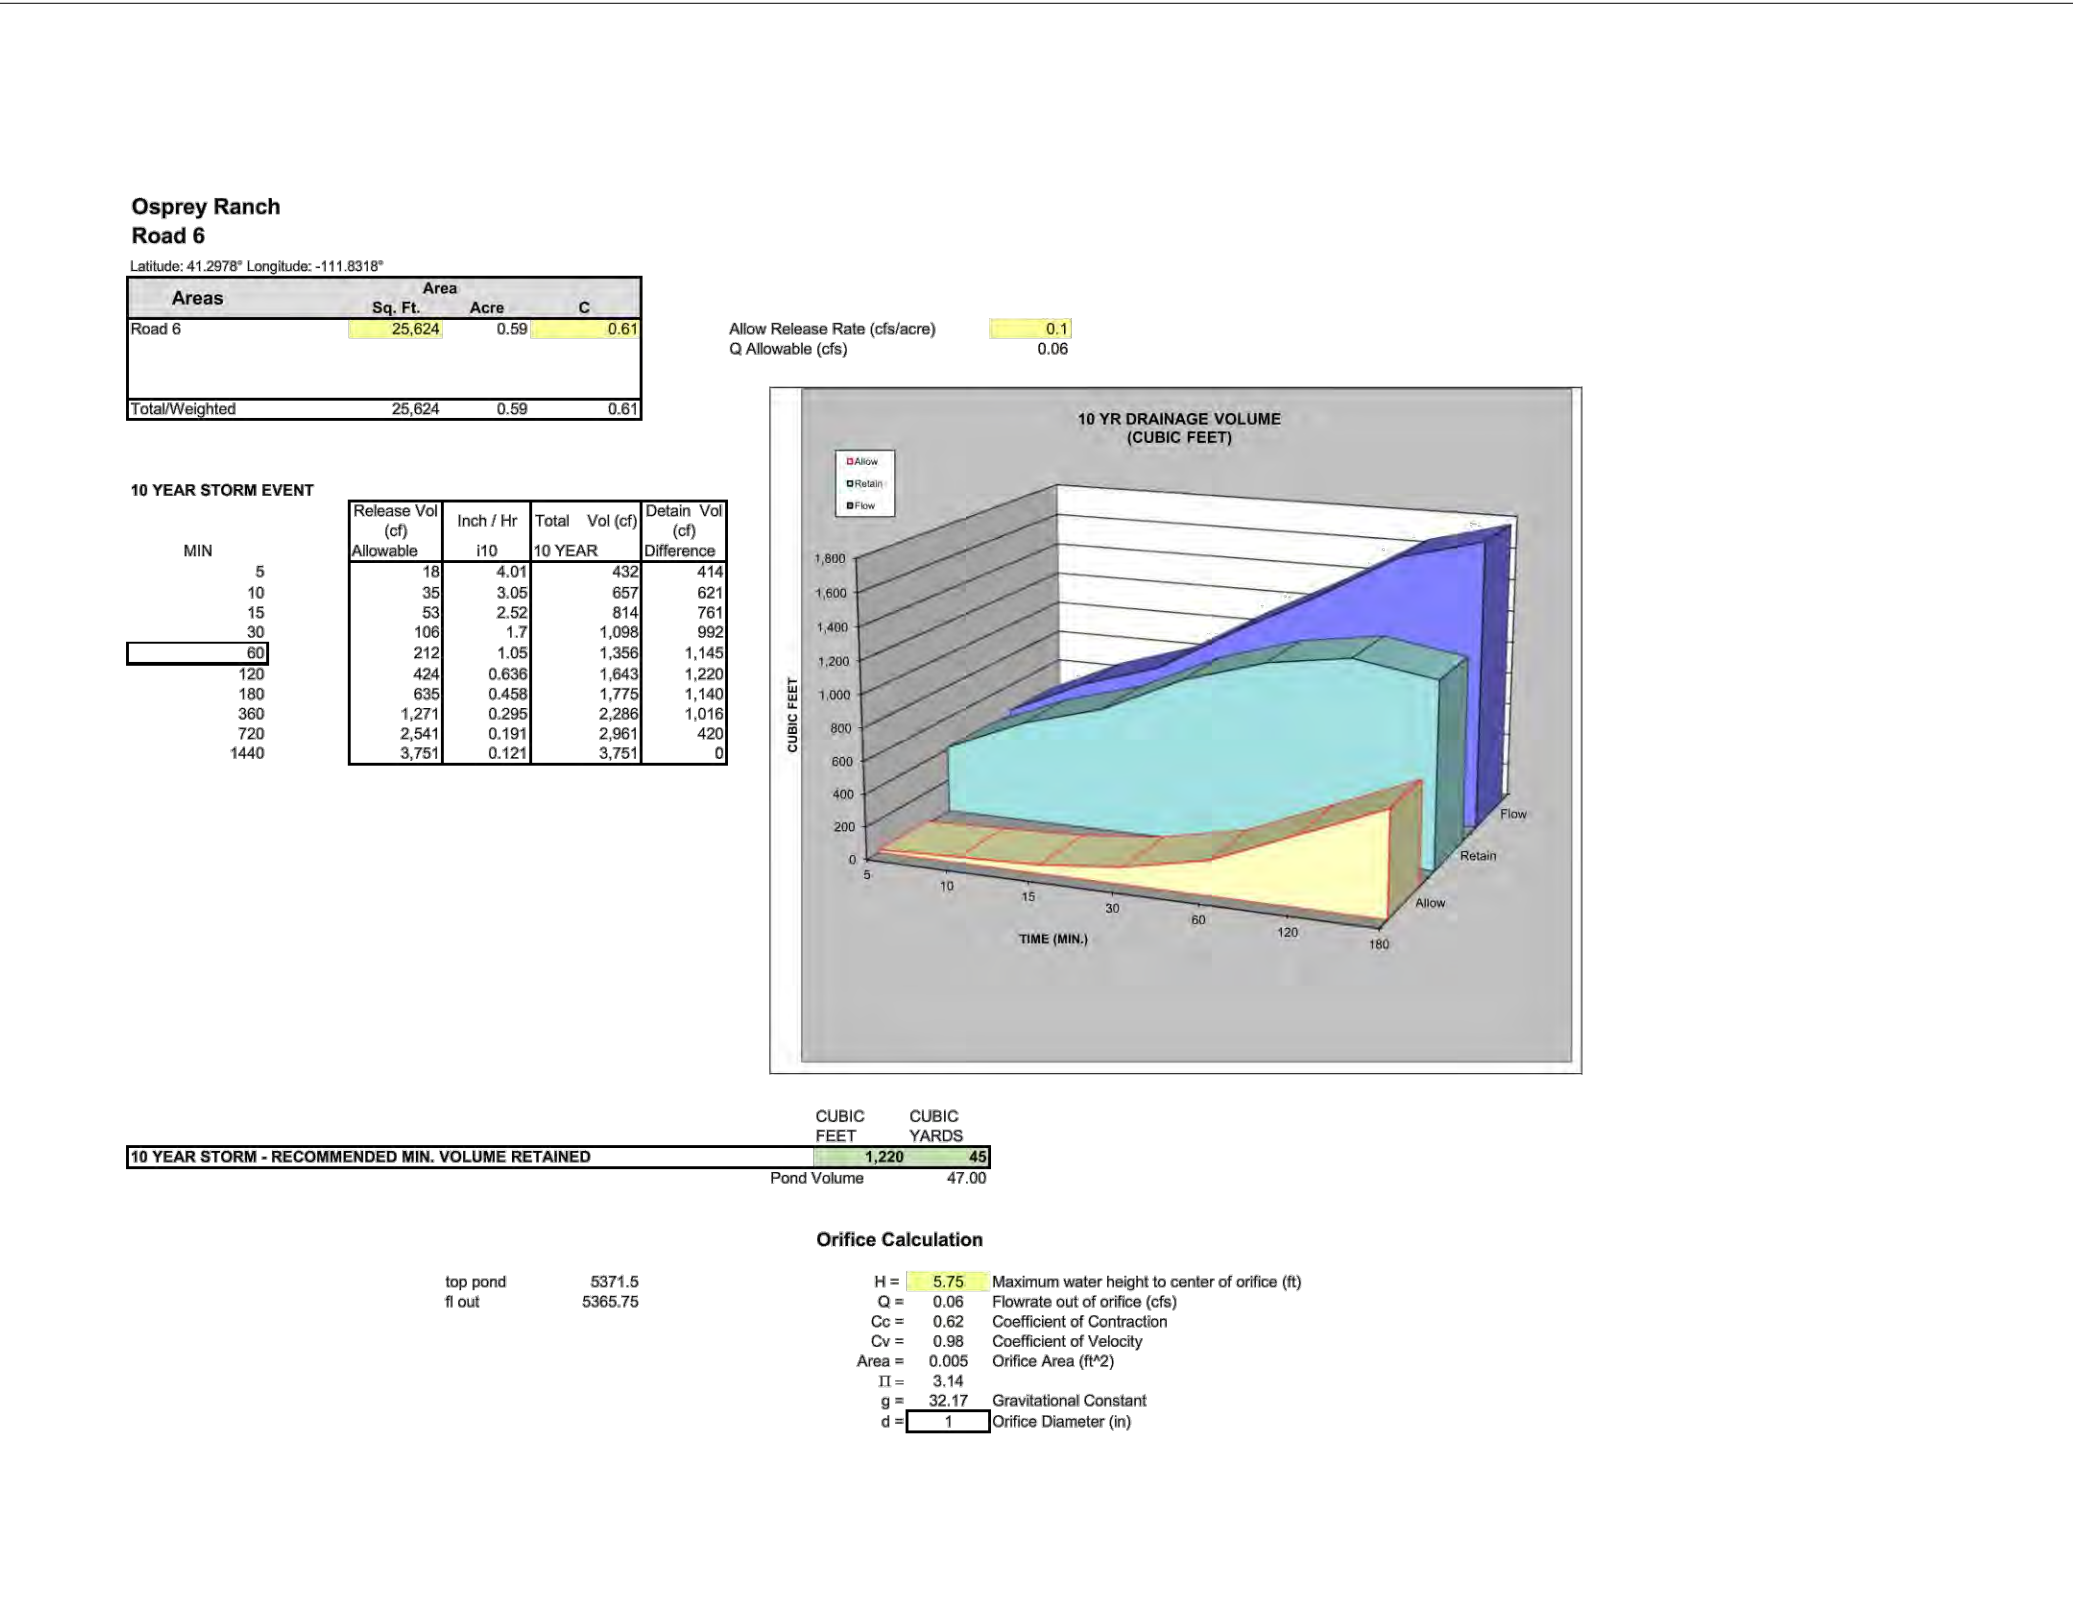 Osprey Ranch
Road 6
Latitude: 41.2978° Longitude: -111.8318°
Areas Area
Sq. Ft. Acre C
Road 6 25,624 0.59 0.61
Total/Weighted 25,624 0.59 0.61
Allow Release Rate (cfs/acre) 0.1
Q Allowable (cfs) 0.06
10 YEAR STORM EVENT
Release Vol Inch / Hr Total Vol (cf) Detain Vol
(cf) (cf)
MIN Allowable i10 10 YEAR Difference
5 18 4.01 432 414
10 35 3.05 657 621
15 53 2.52 814 761
30 106 1.7 1,098 992
60 212 1.05 1,356 1,145
120 424 0.636 1,643 1,220
180 635 0.458 1,775 1,140
360 1,271 0.295 2,286 1,016
720 2,541 0.191 2,961 420
1440 3,751 0.121 3,751 0
10 YR DRAINAGE VOLUME
(CUBIC FEET)
Allow
Retain
Flow
CUBIC FEET
1,800
1,600
1,400
1,200
1,000
800
600
400
200
0
5
10
15
30
60
120
180
TIME (MIN.)
Flow
Retain
Allow
CUBIC CUBIC
FEET YARDS
10 YEAR STORM - RECOMMENDED MIN. VOLUME RETAINED 1,220 45
Pond Volume 47.00
Orifice Calculation
top pond 5371.5
fl out 5365.75
H = 5.75 Maximum water height to center of orifice (ft)
Q = 0.06 Flowrate out of orifice (cfs)
Cc = 0.62 Coefficient of Contraction
Cv = 0.98 Coefficient of Velocity
Area = 0.005 Orifice Area (ft^2)
Π = 3.14
g = 32.17 Gravitational Constant
d = 1 Orifice Diameter (in)